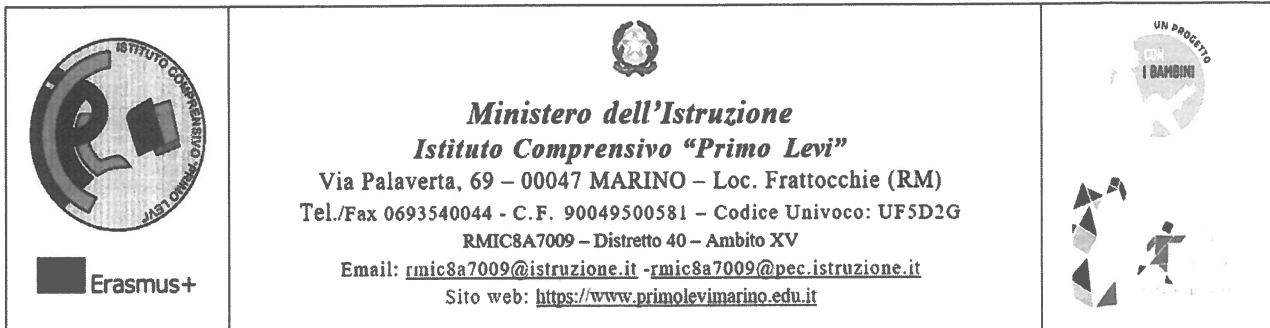 ISTITUTO COMPRENSIVO "PRIMO LEVI"
Erasmus+
Ministero dell'Istruzione
Istituto Comprensivo “Primo Levi”
Via Palaverta, 69 – 00047 MARINO – Loc. Frattocchie (RM)
Tel./Fax 0693540044 - C.F. 90049500581 – Codice Univoco: UF5D2G
RMIC8A7009 – Distretto 40 – Ambito XV
Email: rmic8a7009@istruzione.it -rmic8a7009@pec.istruzione.it
Sito web: https://www.primolevimarino.edu.it
UN PROGETTO
CON
I BAMBINI